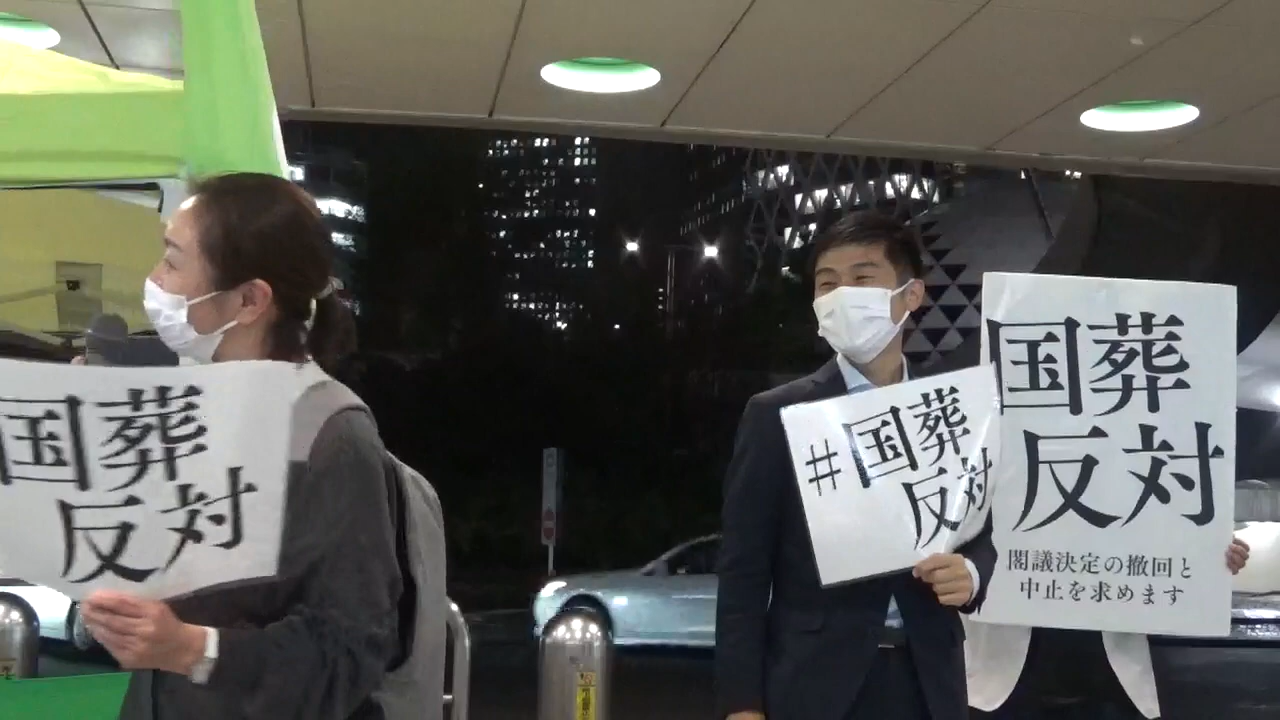 国葬
反対
#国葬
反対
国葬
反対
閣議決定の撤回と
中止を求めます